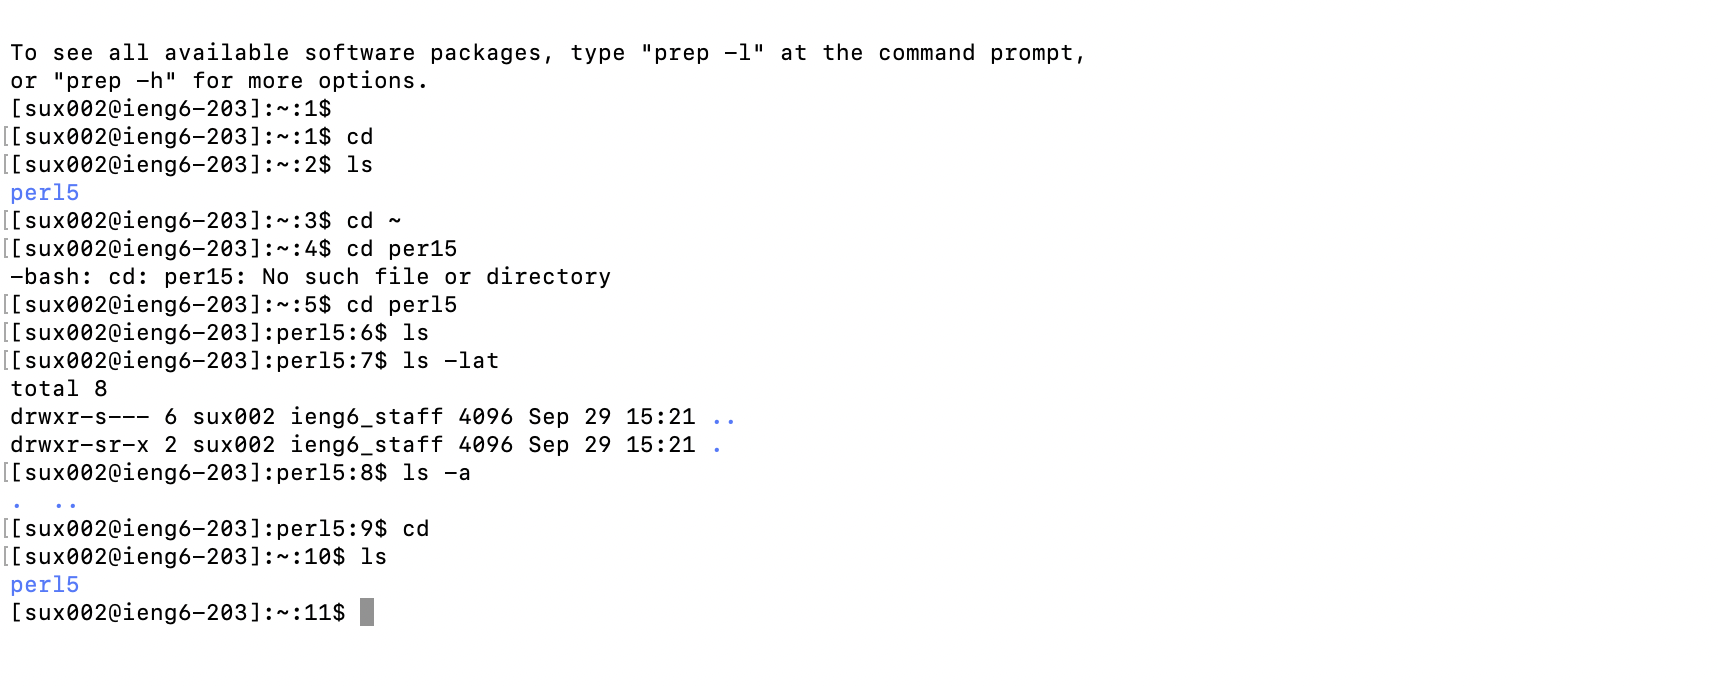 To see all available software packages, type "prep -l" at the command prompt,
or "prep -h" for more options.
[sux002@ieng6-203]:~:1$
[[sux002@ieng6-203]:~:1$ cd
[[sux002@ieng6-203]:~:2$ ls
perl5
[[sux002@ieng6-203]:~:3$ cd ~
[[sux002@ieng6-203]:~:4$ cd per15
-bash: cd: per15: No such file or directory
[[sux002@ieng6-203]:~:5$ cd perl5
[[sux002@ieng6-203]:perl5:6$ ls
[[sux002@ieng6-203]:perl5:7$ ls -lat
total 8
drwxr-s--- 6 sux002 ieng6_staff 4096 Sep 29 15:21 ..
drwxr-sr-x 2 sux002 ieng6_staff 4096 Sep 29 15:21 .
[[sux002@ieng6-203]:perl5:8$ ls -a
.  ..
[[sux002@ieng6-203]:perl5:9$ cd
[[sux002@ieng6-203]:~:10$ ls
perl5
[sux002@ieng6-203]:~:11$